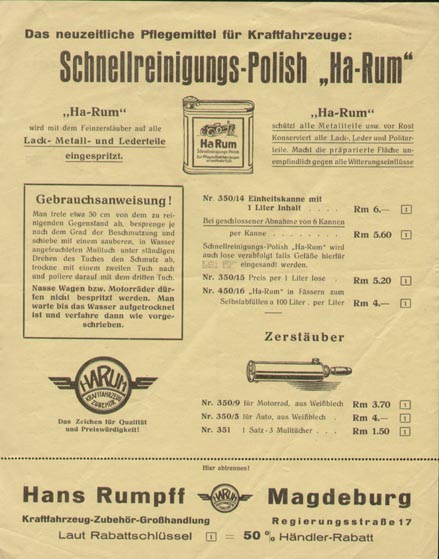 Das neuzeitliche Pflegemittel für Kraftfahrzeuge:
Schnellreinigungs-Polish „Ha-Rum"
„Ha-Rum"
wird mit dem Feinzerstäuber auf alle
Lack- Metall- und Lederteile
eingespritzt.
Ha Rum
Schnellreinigungs-Polish
„Ha-Rum"
schützt alle Metallteile usw. vor Rost
Konserviert alle Lack-, Leder und Politur-
teile. Macht die präparierte Fläche un-
empfindlich gegen alle Witterungseinflüsse
Gebrauchsanweisung!
Man trete etwa 50 cm von dem zu rei-
nigenden Gegenstand ab, besprenge je
nach dem Grad der Beschmutzung und
schiebe mit einem sauberen, in Wasser
angefeuchteten Mulltuch unter ständigen
Drehen des Tuches den Schmutz ab,
trockne mit einem zweiten Tuch nach
und poliere darauf mit dem dritten Tuch.
Nasse Wagen bzw. Motorräder dür-
fen nicht bespritzt werden. Man
warte bis das Wasser aufgetrocknet
ist und verfahre dann wie vorge-
schrieben.
Nr. 350/14 Einheitskanne mit
1 Liter Inhalt . . . . Rm 6.— 1
Bei geschlossener Abnahme von 6 Kannen
per Kanne . . . . . . Rm 5.60 1
Schnellreinigungs-Polish „Ha-Rum" wird
auch lose verabfolgt falls Gefäße hierfür
eingesandt werden.
Nr. 350/15 Preis per 1 Liter lose . Rm 5.20 1
Nr. 450/16 „Ha-Rum" in Fässern zum
Selbstabfüllen a 100 Liter . per Liter Rm 4.— 1
Zerstäuber
HARUM
KRAFTFAHRZEUG
ZUBEHÖR
Das Zeichen für Qualität
und Preiswürdigkeit!
Nr. 350/9 für Motorrad, aus Weißblech Rm 3.70 1
Nr. 350/5 für Auto, aus Weißblech . Rm 4.— 1
Nr. 351 1 Satz - 3 Mulltücher . . . Rm 1.50 1
Hier abtrennen!
Hans Rumpff HARUM Magdeburg
Kraftfahrzeug-Zubehör-Großhandlung Regierungsstraße 17
Laut Rabattschlüssel 1 = 50 % Händler-Rabatt